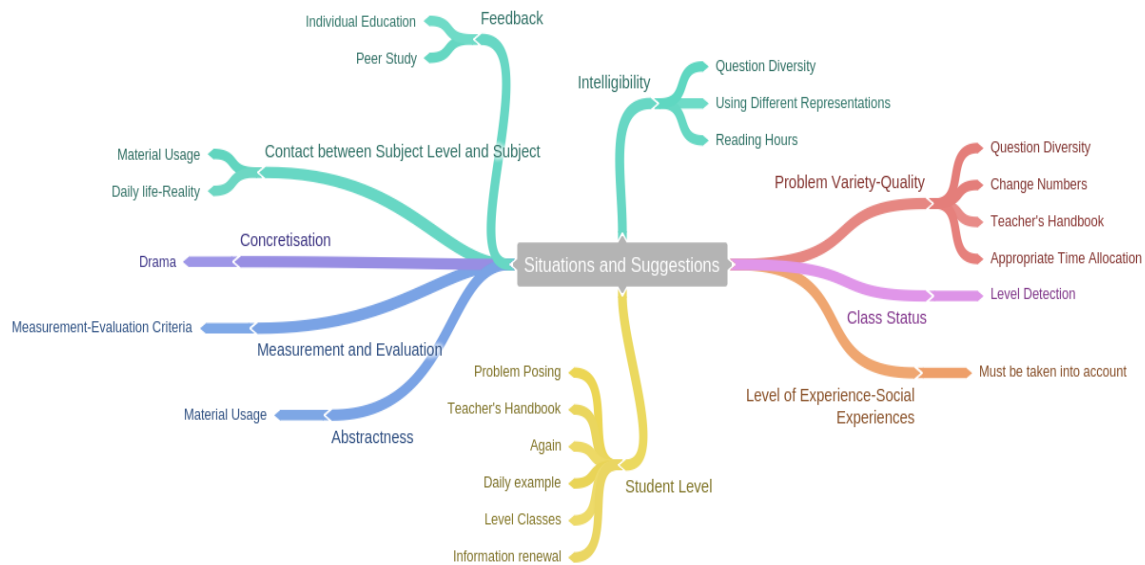 Feedback
Individual Education
Peer Study
Contact between Subject Level and Subject
Material Usage
Daily life-Reality
Concretisation
Drama
Measurement-Evaluation Criteria
Measurement and Evaluation
Material Usage
Abstractness
Situations and Suggestions
Intelligibility
Question Diversity
Using Different Representations
Reading Hours
Problem Variety-Quality
Question Diversity
Change Numbers
Teacher's Handbook
Appropriate Time Allocation
Level Detection
Class Status
Must be taken into account
Level of Experience-Social
Experiences
Problem Posing
Teacher's Handbook
Again
Daily example
Level Classes
Information renewal
Student Level